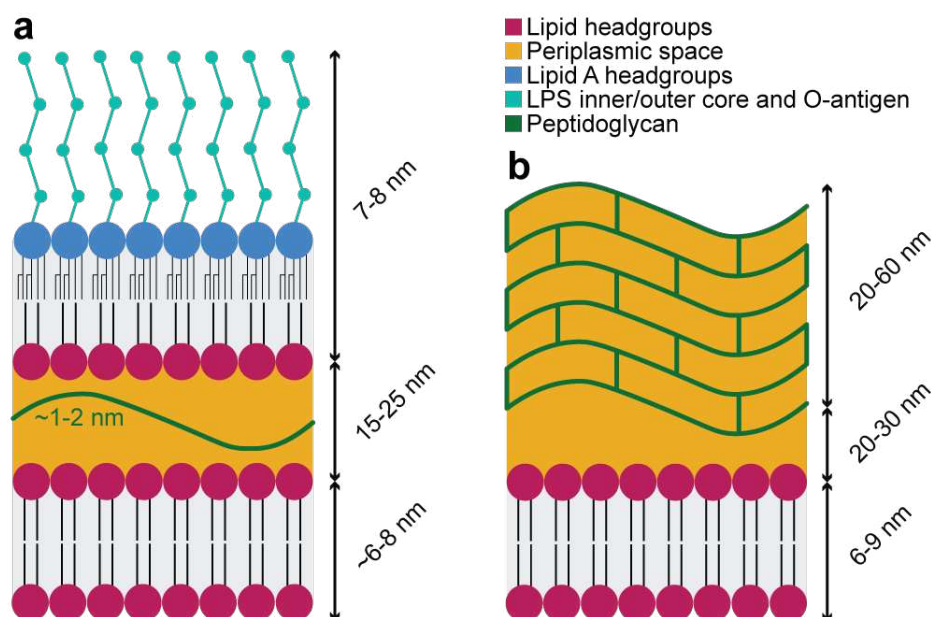 a
7-8 nm
15-25 nm
~1-2 nm
~6-8 nm
Lipid headgroups
Periplasmic space
Lipid A headgroups
LPS inner/outer core and O-antigen
Peptidoglycan
b
20-60 nm
20-30 nm
6-9 nm